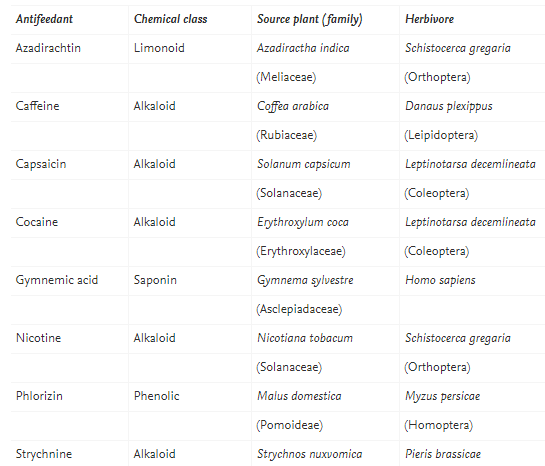 Antifeedant Chemical class Source plant (family) Herbivore
Azadirachtin Limonoid Azadiractha indica Schistocerca gregaria
(Meliaceae) (Orthoptera)
Caffeine Alkaloid Coffea arabica Danaus plexippus
(Rubiaceae) (Leipidoptera)
Capsaicin Alkaloid Solanum capsicum Leptinotarsa decemlineata
(Solanaceae) (Coleoptera)
Cocaine Alkaloid Erythroxylum coca Leptinotarsa decemlineata
(Erythroxylaceae) (Coleoptera)
Gymnemic acid Saponin Gymnema sylvestre Homo sapiens
(Asclepiadaceae)
Nicotine Alkaloid Nicotiana tobacum Schistocerca gregaria
(Solanaceae) (Orthoptera)
Phlorizin Phenolic Malus domestica Myzus persicae
(Pomoideae) (Homoptera)
Strychnine Alkaloid Strychnos nuxvomica Pieris brassicae